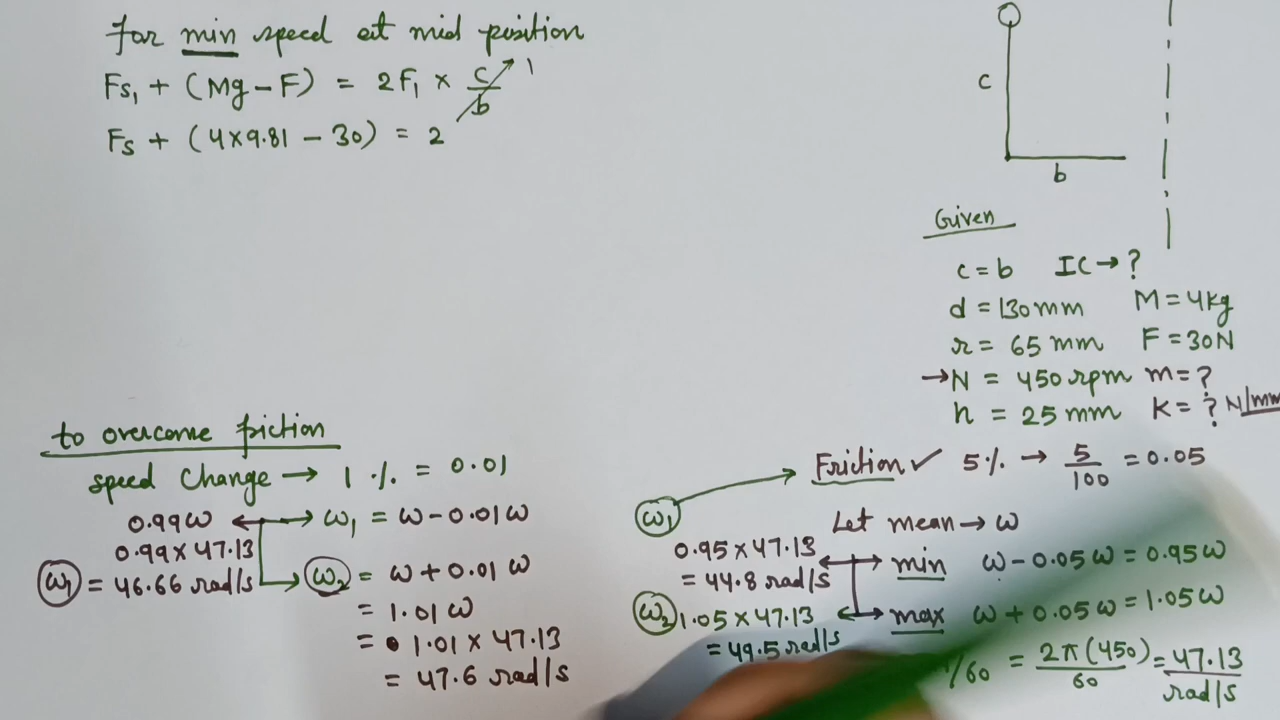 for min speed at mid position
Fs₁ + (Mg - F) = 2F₁ × c/b 1
Fs + (4×9.81 - 30) = 2
c
b
Given
c = b IC → ?
d = 130 mm M = 4kg
r = 65 mm F = 30N
→ N = 450 rpm m = ?
h = 25 mm K = ? N/mm
to overcome friction
speed change → 1 % = 0.01
0.99ω ↔ ω₁ = ω - 0.01ω
0.99 × 47.13
ω₁ = 46.66 rad/s
ω₂ = ω + 0.01 ω
= 1.01 ω
= 1.01 × 47.13
= 47.6 rad/s
Friction ✓ 5% → 5/100 = 0.05
ω₁
Let mean → ω
0.95 × 47.13 ↔ min ω - 0.05ω = 0.95ω
= 44.8 rad/s
ω₂ 1.05 × 47.13 ↔ max ω + 0.05ω = 1.05ω
= 49.5 rad/s
/60 = 2π(450)/60 = 47.13 rad/s